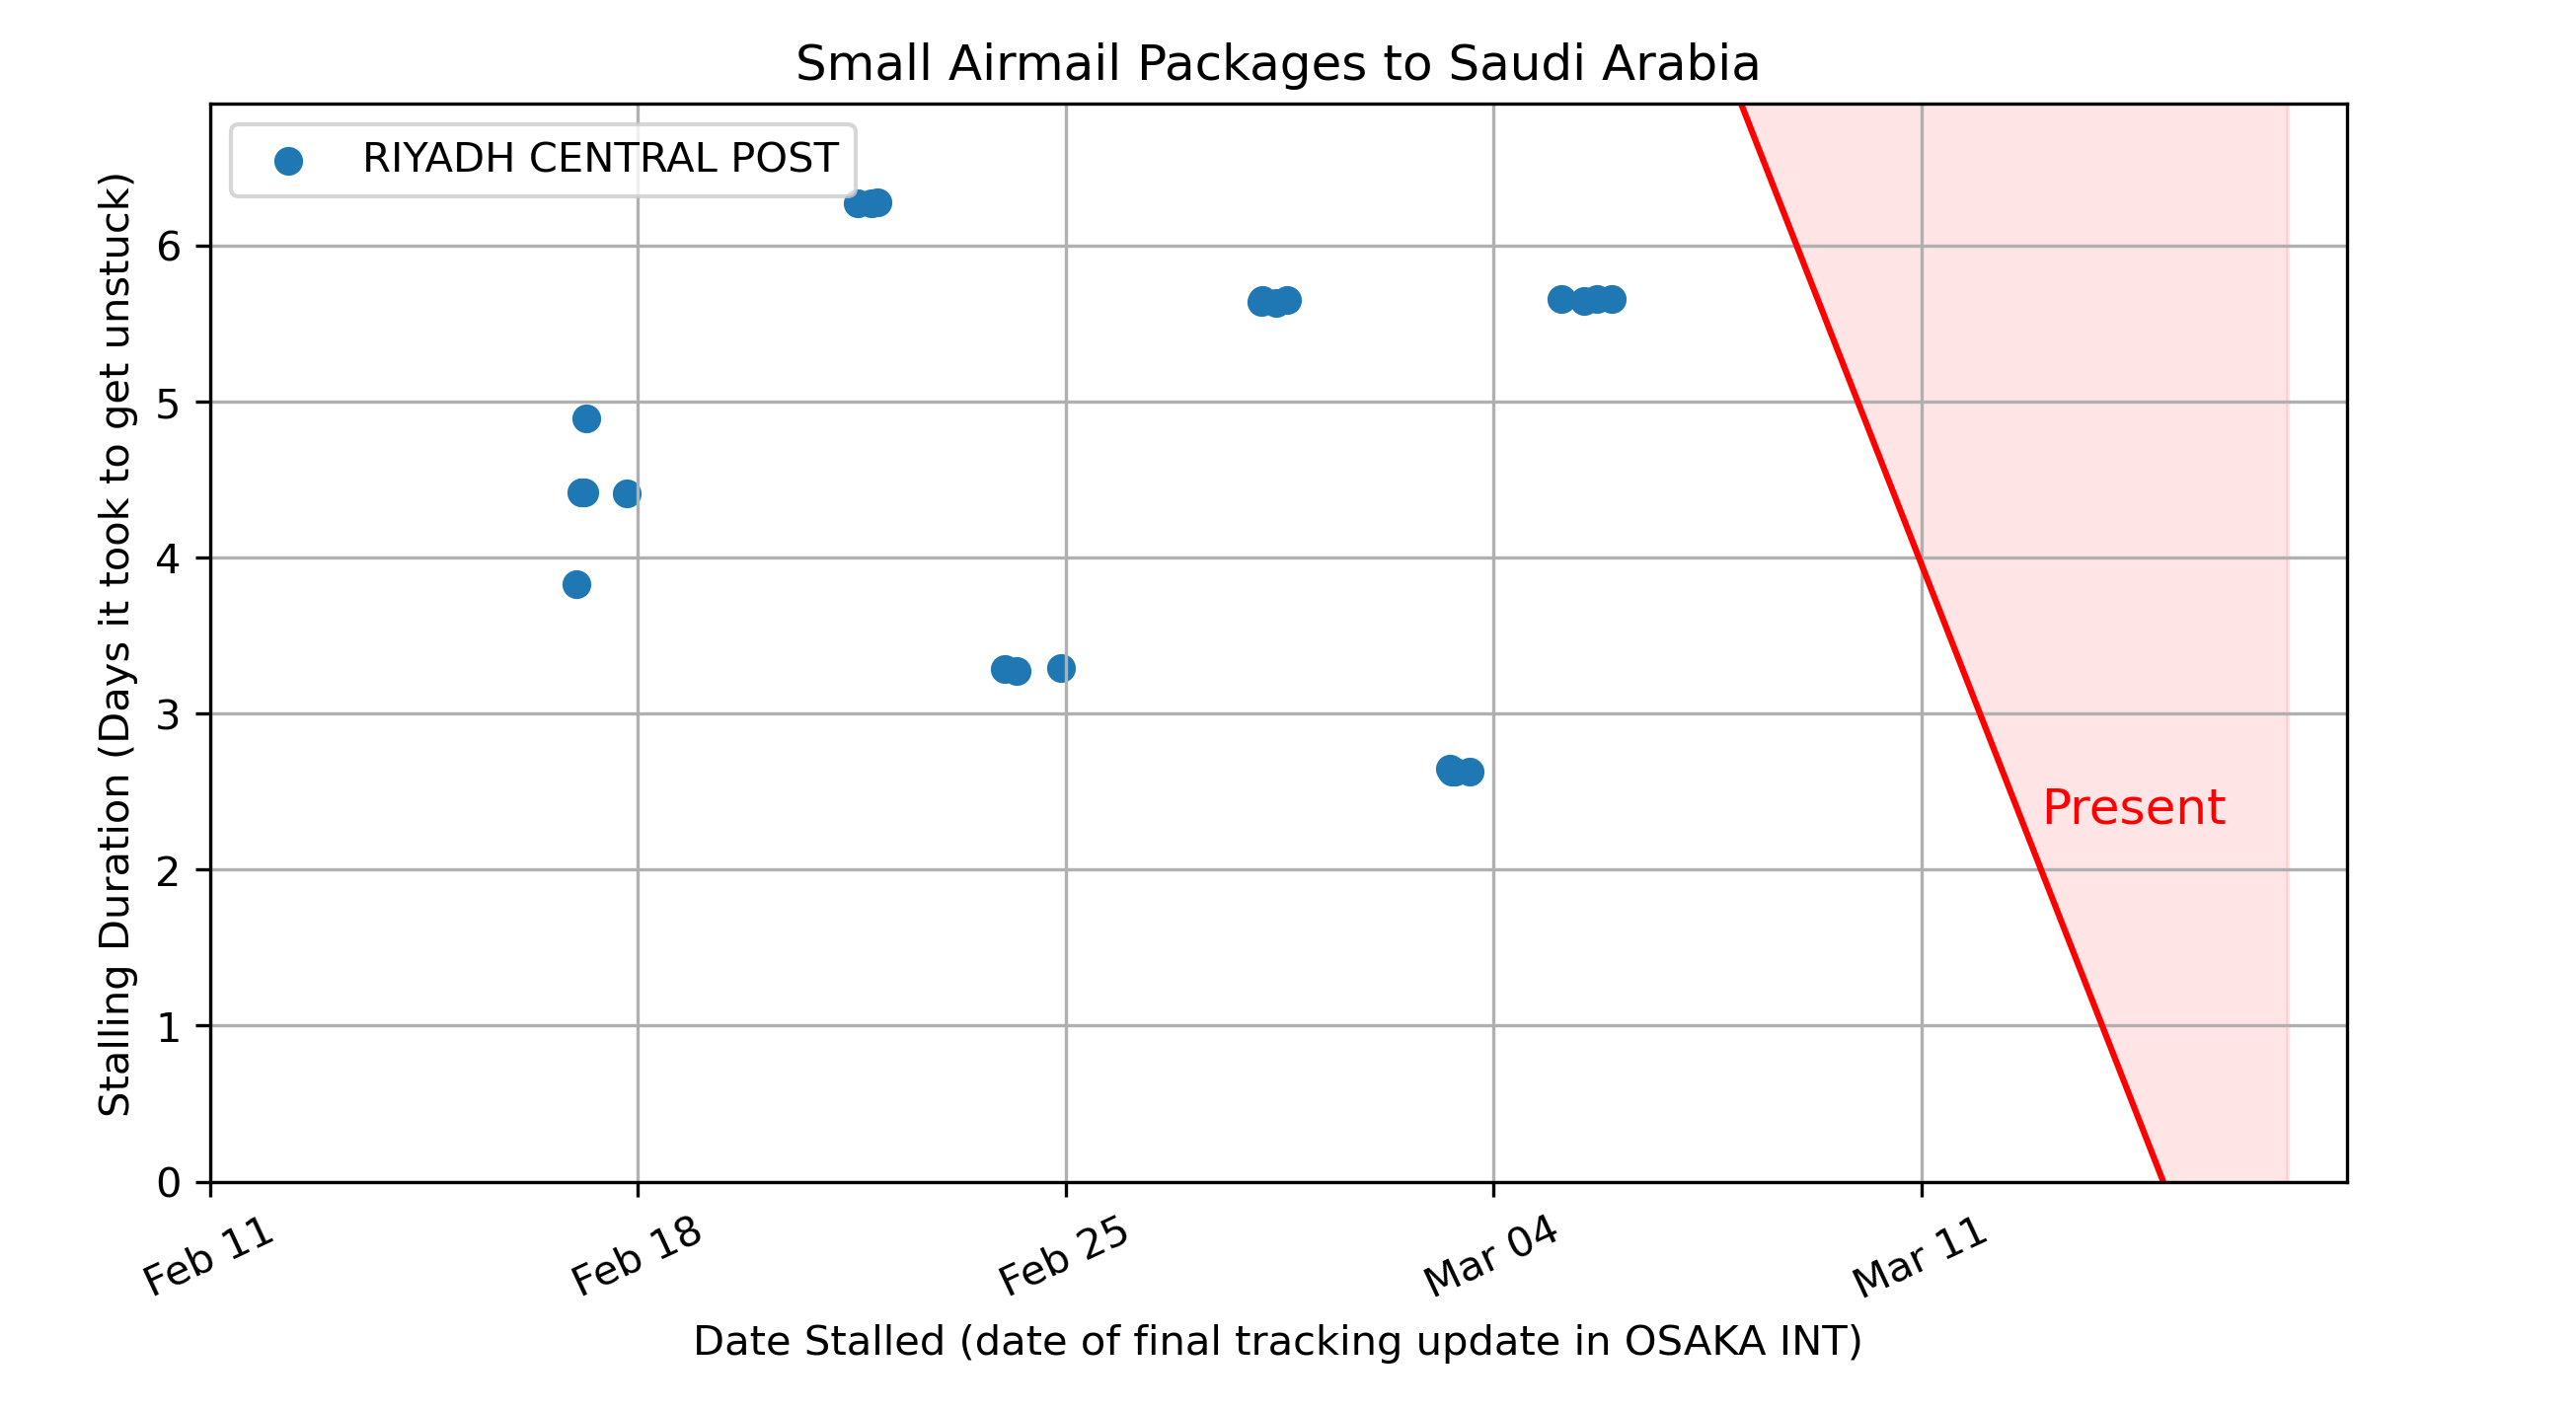 Small Airmail Packages to Saudi Arabia
RIYADH CENTRAL POST
Stalling Duration (Days it took to get unstuck)
6
5
4
3
2
1
0
Present
Feb 11
Feb 18
Feb 25
Mar 04
Mar 11
Date Stalled (date of final tracking update in OSAKA INT)